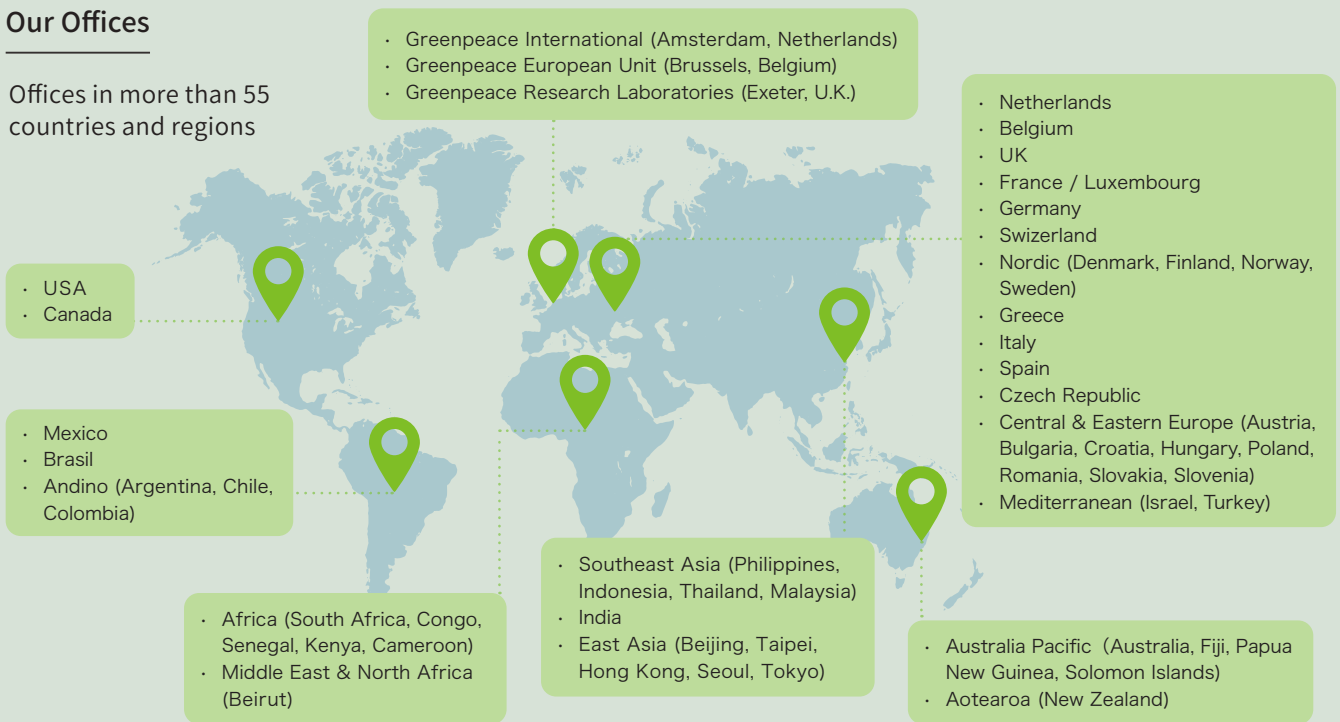 Our Offices
Offices in more than 55
countries and regions
· Greenpeace International (Amsterdam, Netherlands)
· Greenpeace European Unit (Brussels, Belgium)
· Greenpeace Research Laboratories (Exeter, U.K.)
· Netherlands
· Belgium
· UK
· France / Luxembourg
· Germany
· Swizerland
· Nordic (Denmark, Finland, Norway,
Sweden)
· Greece
· Italy
· Spain
· Czech Republic
· Central & Eastern Europe (Austria,
Bulgaria, Croatia, Hungary, Poland,
Romania, Slovakia, Slovenia)
· Mediterranean (Israel, Turkey)
· USA
· Canada
· Mexico
· Brasil
· Andino (Argentina, Chile,
Colombia)
· Africa (South Africa, Congo,
Senegal, Kenya, Cameroon)
· Middle East & North Africa
(Beirut)
· Southeast Asia (Philippines,
Indonesia, Thailand, Malaysia)
· India
· East Asia (Beijing, Taipei,
Hong Kong, Seoul, Tokyo)
· Australia Pacific（Australia, Fiji, Papua
New Guinea, Solomon Islands)
· Aotearoa (New Zealand)